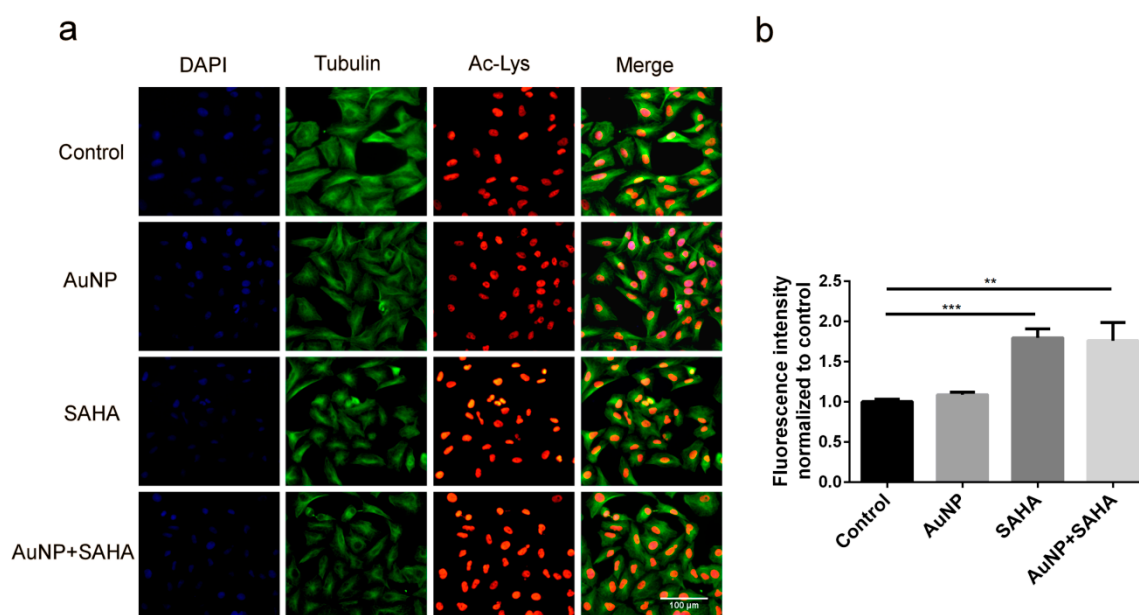 a
DAPI Tubulin Ac-Lys Merge
Control
AuNP
SAHA
AuNP+SAHA
100 µm
b
Fluorescence intensity
normalized to control
2.5
2.0
1.5
1.0
0.5
0.0
**
***
Control
AuNP
SAHA
AuNP+SAHA